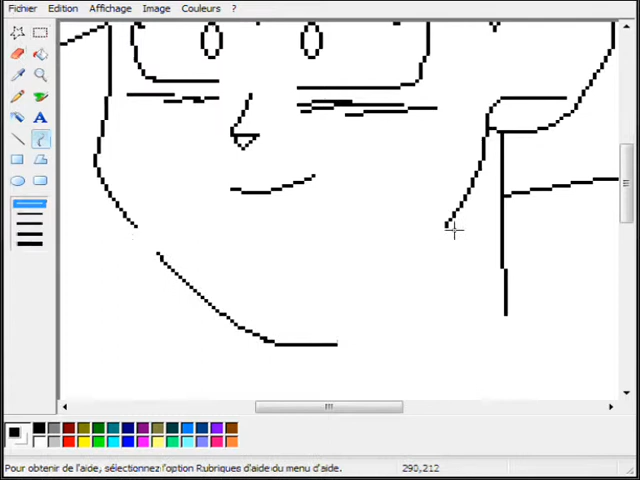 Fichier Edition Affichage Image Couleurs ?
A
Pour obtenir de l'aide, sélectionnez l'option Rubriques d'aide du menu d'aide. 290,212